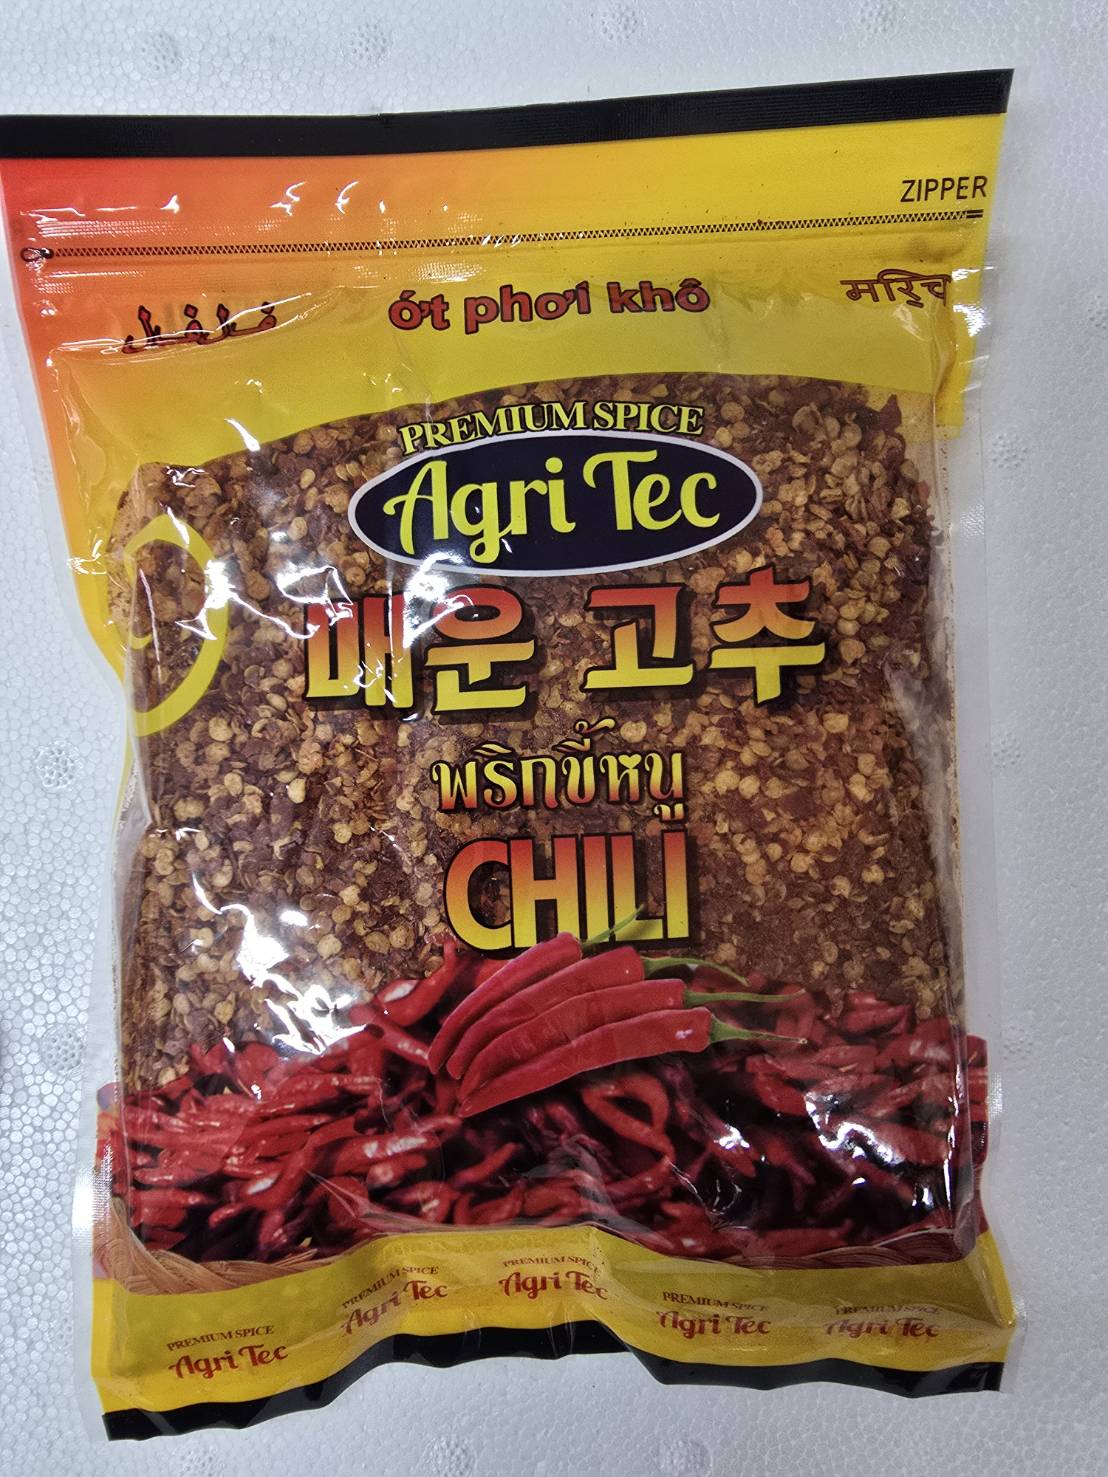 ZIPPER
فلفل
ớt phơi khô
मरिच
PREMIUM SPICE
Agri Tec
매운 고추
พริกขี้หนู
CHILI
PREMIUM SPICE
Agri Tec
PREMIUM SPICE
Agri Tec
PREMIUM SPICE
Agri Tec
PREMIUM SPICE
Agri Tec
PREMIUM SPICE
Agri Tec